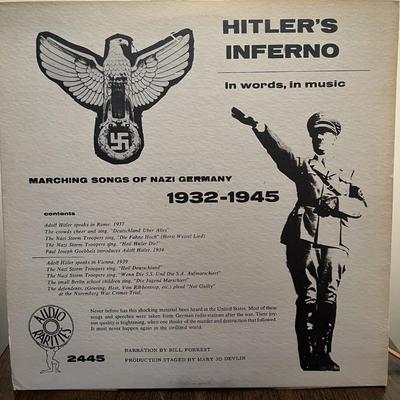 HITLER'S
INFERNO
In words, in music
MARCHING SONGS OF NAZI GERMANY
1932-1945
contents
Adolf Hitler speaks in Rome, 1937
The crowds cheer and sing, "Deutschland Uber Alles"
The Nazi Storm Troopers sing, "Die Fahne Hoch" (Horst Wessel Lied)
The Nazi Storm Troopers sing, "Heil Hitler Dir!"
Paul Joseph Goebbels introduces Adolf Hitler, 1934
Adolf Hitler speaks in Vienna, 1939
The Nazi Storm Troopers sing, "Heil Deutschland"
The Nazi Storm Troopers sing, "Wenn Die S.S. Und Die S.A. Aufmarschiert"
The small Berlin school children sing, "Die Jugend Marschiert"
The defendants, (Goering, Hess, Von Ribbentrop, etc.) plead "Not Guilty"
at the Nuremberg War Crimes Trial.
Never before has this shocking material been heard in the United States. Most of these
songs and speeches were taken from German radio stations after the war. Their joy-
ous quality is frightening, when one thinks of the murder and destruction that followed.
It must never happen again in the civilized world.
AUDIO
RARITIES
2445
NARRATION BY BILL FORREST
PRODUCTION STAGED BY MARY JO DEVLIN